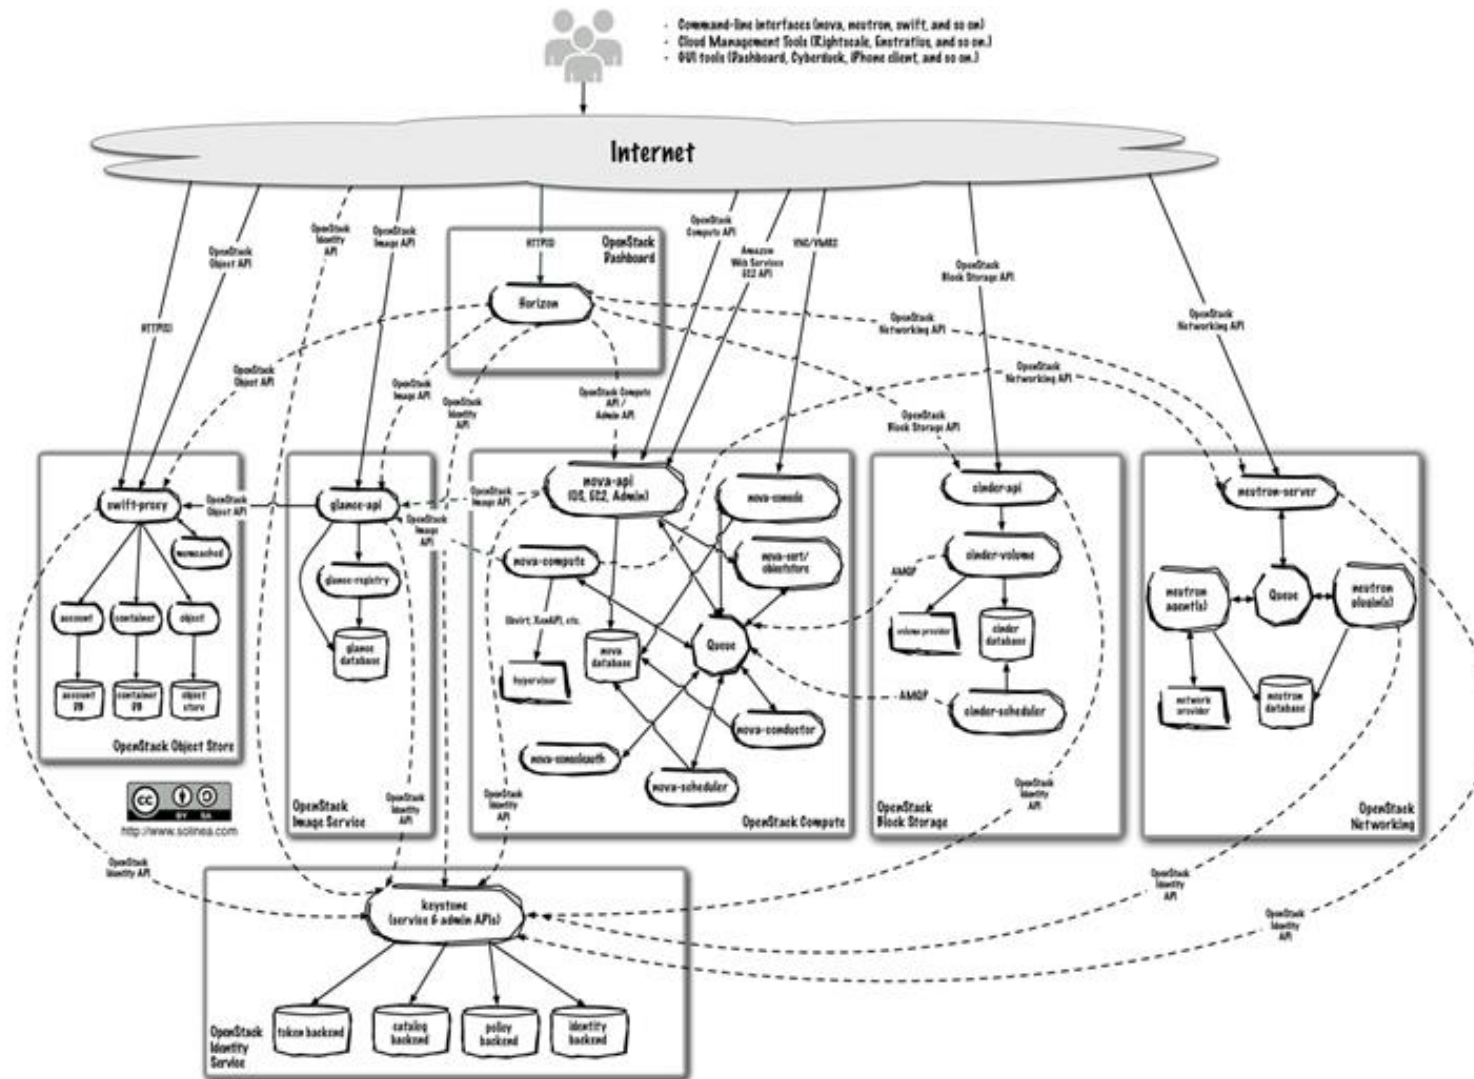 Command-line interfaces (nova, neutron, swift, and so on)
Cloud Management Tools (Rightscale, Enstratius, and so on.)
GUI tools (Dashboard, Cyberduck, iPhone client, and so on.)
Internet
HTTP(S)
OpenStack
Object API
OpenStack
Identity
API
OpenStack
Image API
HTTP(S)
OpenStack
Dashboard
Horizon
OpenStack
Compute API
Amazon
Web Services
EC2 API
VNC/VMRC
OpenStack
Block Storage API
OpenStack
Networking API
OpenStack
Networking API
OpenStack
Networking API
OpenStack
Object API
OpenStack
Image API
OpenStack
Identity
API
OpenStack Compute
API /
Admin API
OpenStack
Block Storage API
swift-proxy
memcached
account
container
object
account
DB
container
DB
object
store
OpenStack Object Store
OpenStack
Object API
glance-api
glance-registry
glance
database
OpenStack
Image Service
OpenStack
Image API
OpenStack
Image
API
nova-api
(OS, EC2, Admin)
nova-console
nova-compute
nova-cert/
objectstore
libvirt, XenAPI, etc.
hypervisor
nova
database
Queue
nova-conductor
nova-consoleauth
nova-scheduler
OpenStack Compute
cinder-api
cinder-volume
AMQP
volume provider
cinder
database
AMQP
cinder-scheduler
OpenStack
Block Storage
neutron-server
neutron
agent(s)
Queue
neutron
plugin(s)
network
provider
neutron
database
OpenStack
Networking
CC
BY SA
http://www.solinea.com
OpenStack
Identity API
OpenStack
Identity
API
OpenStack
Identity
API
OpenStack
Identity
API
OpenStack
Identity
API
OpenStack
Identity
API
keystone
(service & admin APIs)
token backend
catalog
backend
policy
backend
identity
backend
OpenStack
Identity
Service